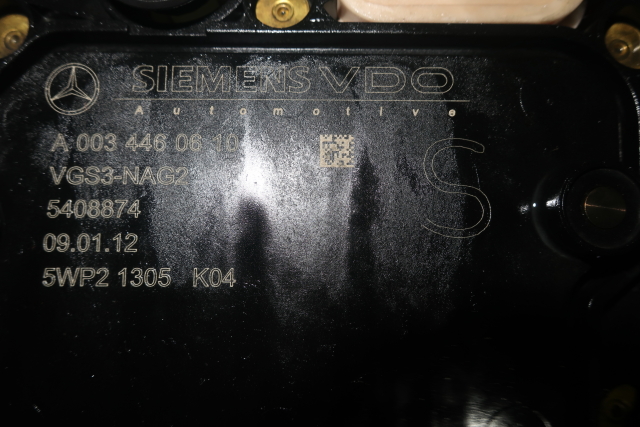 SIEMENS VDO
Automotive
A 003 446 06 10
VGS3-NAG2
5408874
09.01.12
5WP2 1305 K04
S